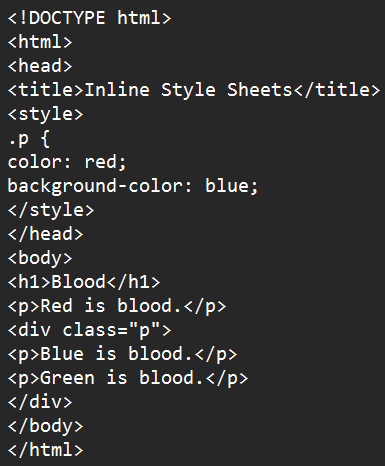 <!DOCTYPE html>
<html>
<head>
<title>Inline Style Sheets</title>
<style>
.p {
color: red;
background-color: blue;
</style>
</head>
<body>
<h1>Blood</h1>
<p>Red is blood.</p>
<div class="p">
<p>Blue is blood.</p>
<p>Green is blood.</p>
</div>
</body>
</html>